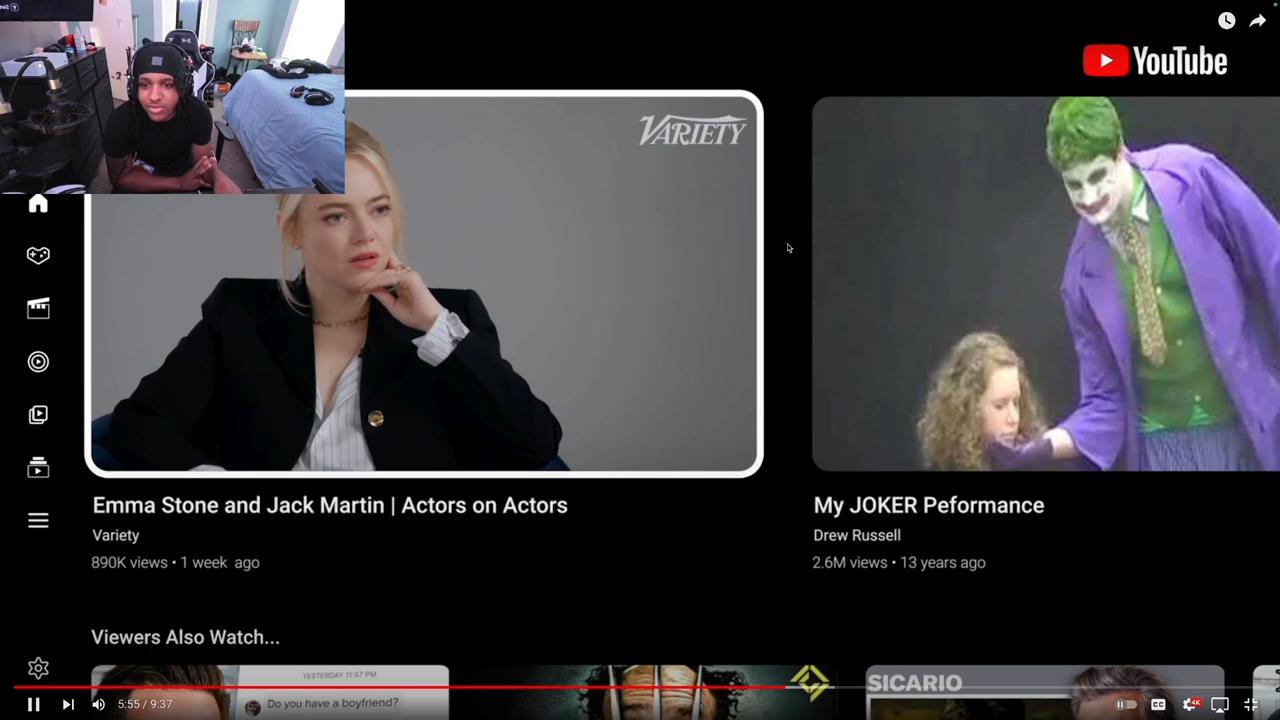 YouTube
VARIETY
Emma Stone and Jack Martin | Actors on Actors
Variety
890K views • 1 week ago
My JOKER Peformance
Drew Russell
2.6M views • 13 years ago
Viewers Also Watch...
YESTERDAY 11:57 PM
Do you have a boyfriend?
SICARIO
5:55 / 9:37
CC
4K